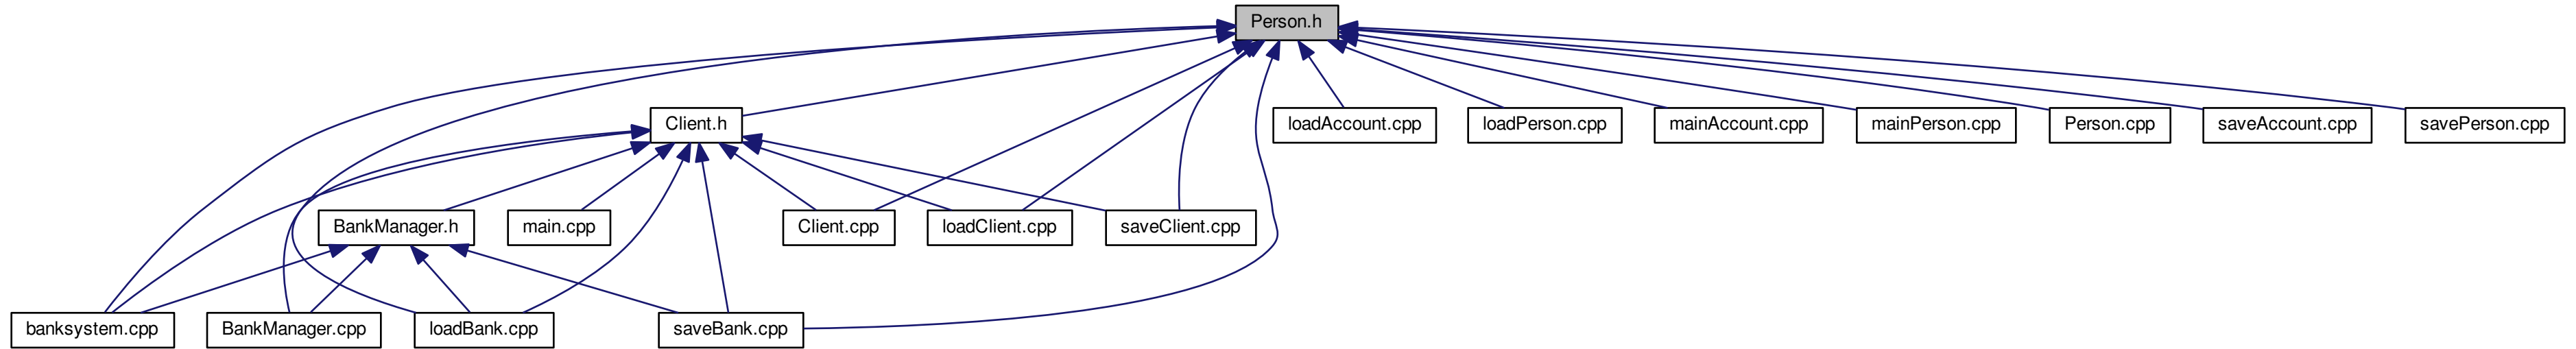 Person.h
Client.h
loadAccount.cpp
loadPerson.cpp
mainAccount.cpp
mainPerson.cpp
Person.cpp
saveAccount.cpp
savePerson.cpp
BankManager.h
main.cpp
Client.cpp
loadClient.cpp
saveClient.cpp
banksystem.cpp
BankManager.cpp
loadBank.cpp
saveBank.cpp